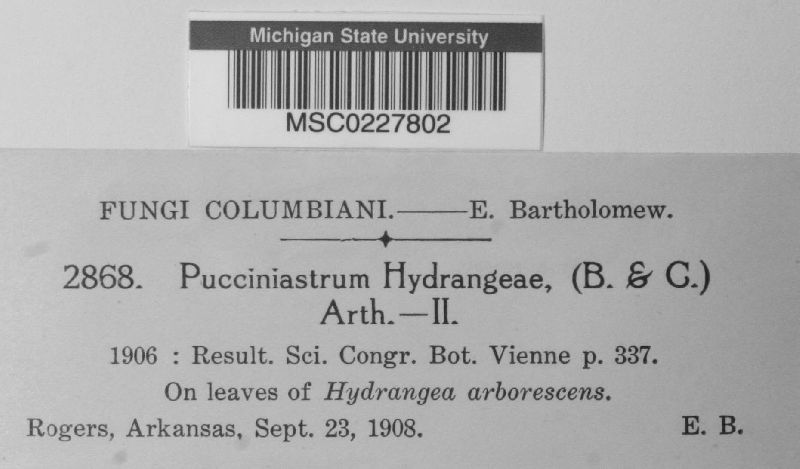 Michigan State University
MSC0227802
FUNGI COLUMBIANI.——E. Bartholomew.
2868. Pucciniastrum Hydrangeae, (B. & C.)
Arth.—II.
1906 : Result. Sci. Congr. Bot. Vienne p. 337.
On leaves of Hydrangea arborescens.
Rogers, Arkansas, Sept. 23, 1908. E. B.